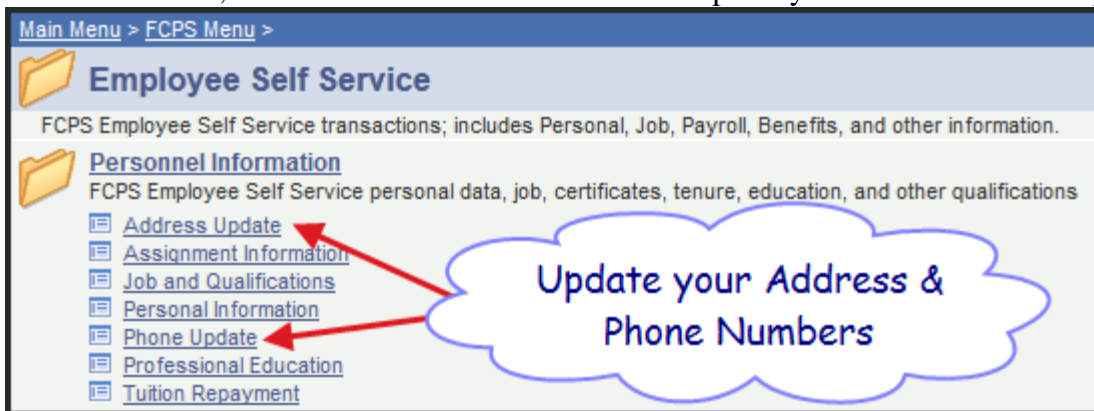 Main Menu > FCPS Menu >
Employee Self Service
FCPS Employee Self Service transactions; includes Personal, Job, Payroll, Benefits, and other information.
Personnel Information
FCPS Employee Self Service personal data, job, certificates, tenure, education, and other qualifications
Address Update
Assignment Information
Job and Qualifications
Personal Information
Phone Update
Professional Education
Tuition Repayment
Update your Address &
Phone Numbers